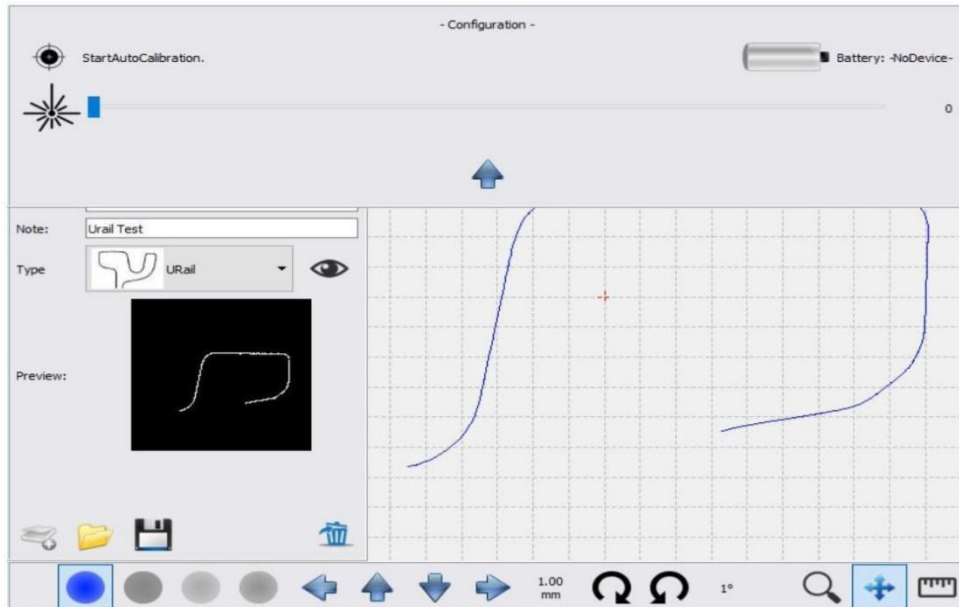 - Configuration -
StartAutoCalibration.
Battery: -NoDevice-
0
Note:
Urail Test
Type
URail
Preview:
1.00
mm
1°